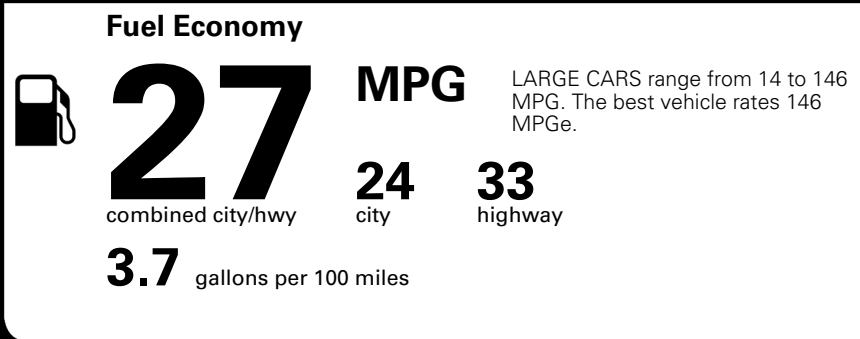 Fuel Economy
27
MPG
LARGE CARS range from 14 to 146
MPG. The best vehicle rates 146
MPGe.
combined city/hwy
24
city
33
highway
3.7 gallons per 100 miles